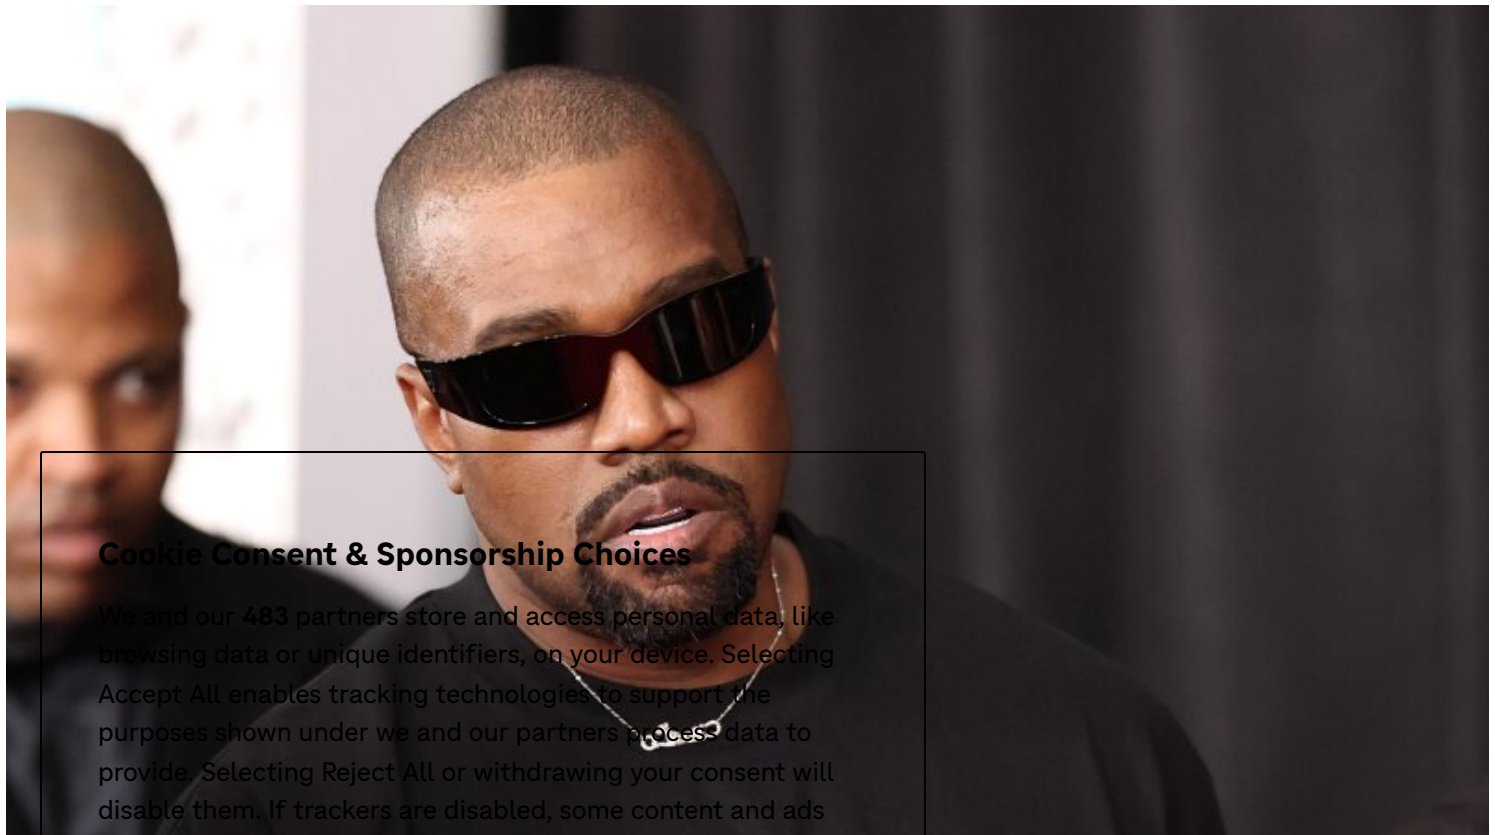 Cookie Consent & Sponsorship Choices
We and our 483 partners store and access personal data, like
browsing data or unique identifiers, on your device. Selecting
Accept All enables tracking technologies to support the
purposes shown under we and our partners process data to
provide. Selecting Reject All or withdrawing your consent will
disable them. If trackers are disabled, some content and ads